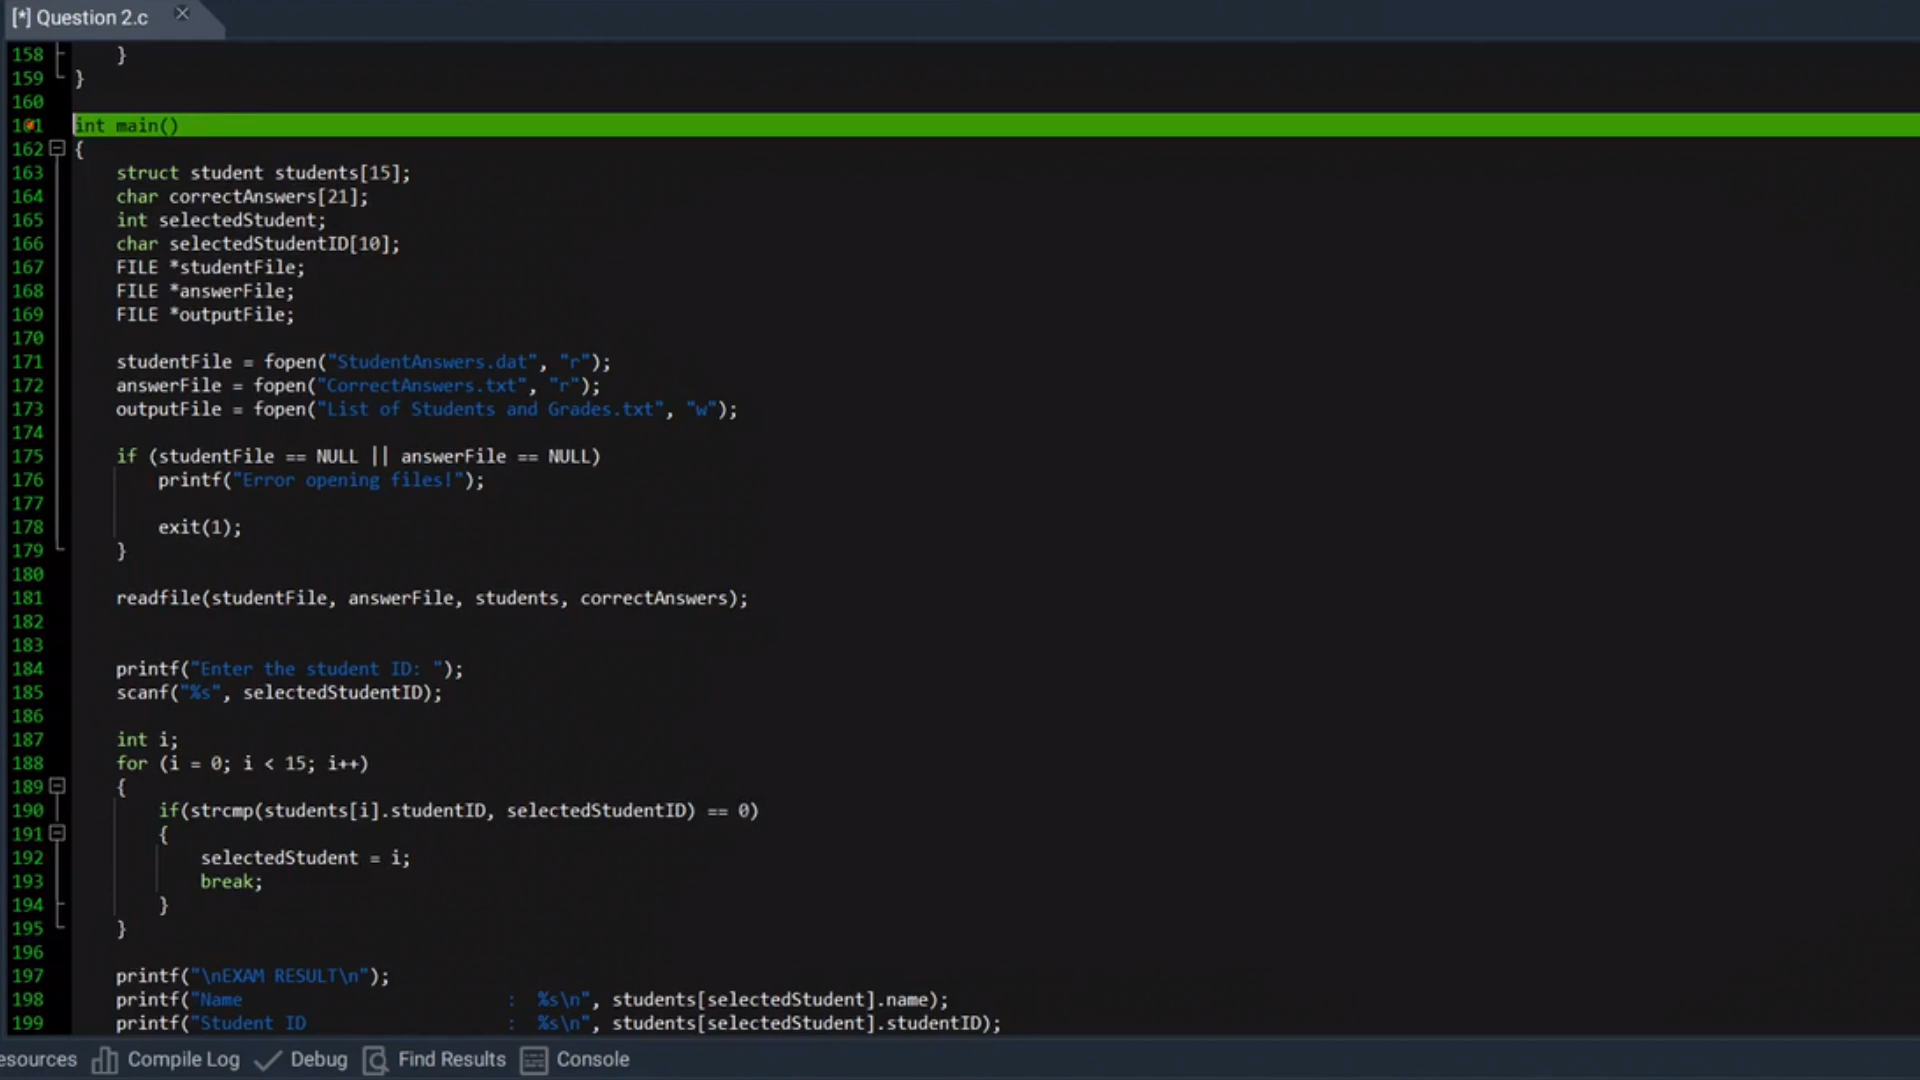 [*] Question 2.c ×
158 }
159 }
160
161 int main()
162 {
163 struct student students[15];
164 char correctAnswers[21];
165 int selectedStudent;
166 char selectedStudentID[10];
167 FILE *studentFile;
168 FILE *answerFile;
169 FILE *outputFile;
170
171 studentFile = fopen("StudentAnswers.dat", "r");
172 answerFile = fopen("CorrectAnswers.txt", "r");
173 outputFile = fopen("List of Students and Grades.txt", "w");
174
175 if (studentFile == NULL || answerFile == NULL)
176 printf("Error opening files!");
177
178 exit(1);
179 }
180
181 readfile(studentFile, answerFile, students, correctAnswers);
182
183
184 printf("Enter the student ID: ");
185 scanf("%s", selectedStudentID);
186
187 int i;
188 for (i = 0; i < 15; i++)
189 {
190 if(strcmp(students[i].studentID, selectedStudentID) == 0)
191 {
192 selectedStudent = i;
193 break;
194 }
195 }
196
197 printf("\nEXAM RESULT\n");
198 printf("Name : %s\n", students[selectedStudent].name);
199 printf("Student ID : %s\n", students[selectedStudent].studentID);
esources Compile Log Debug Find Results Console